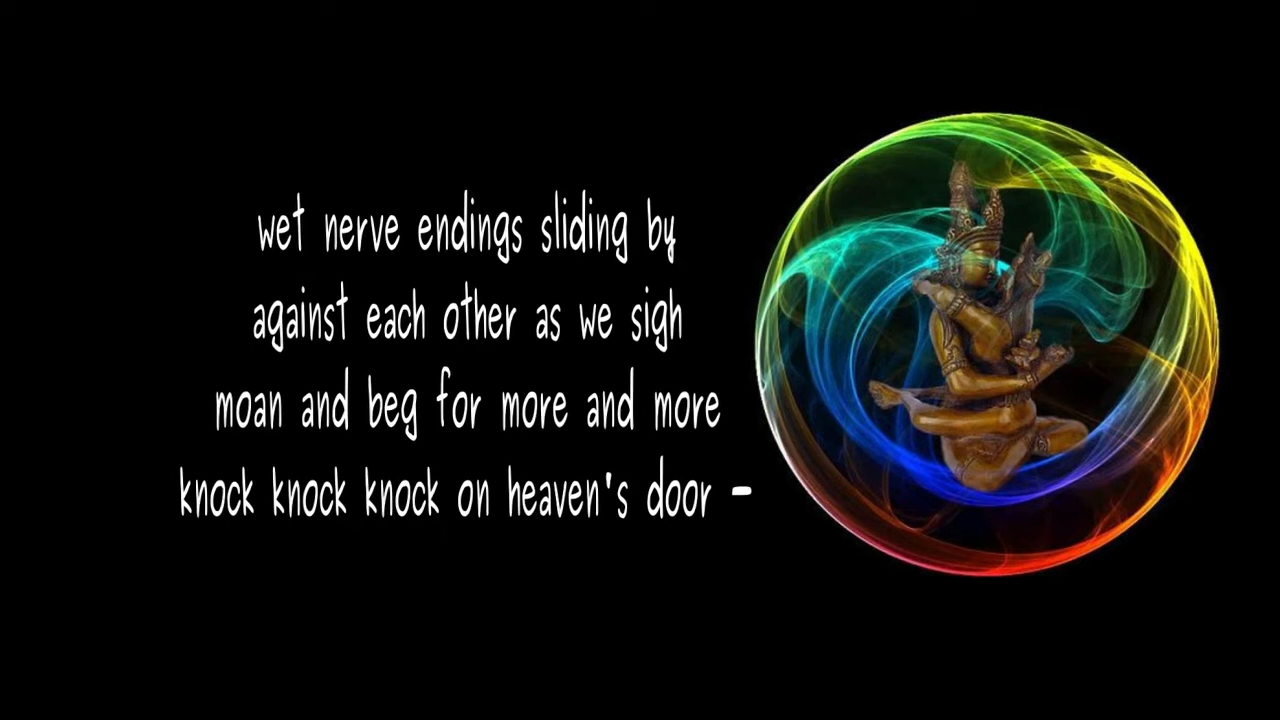 wet nerve endings sliding by
against each other as we sigh
moan and beg for more and more
knock knock knock on heaven's door -